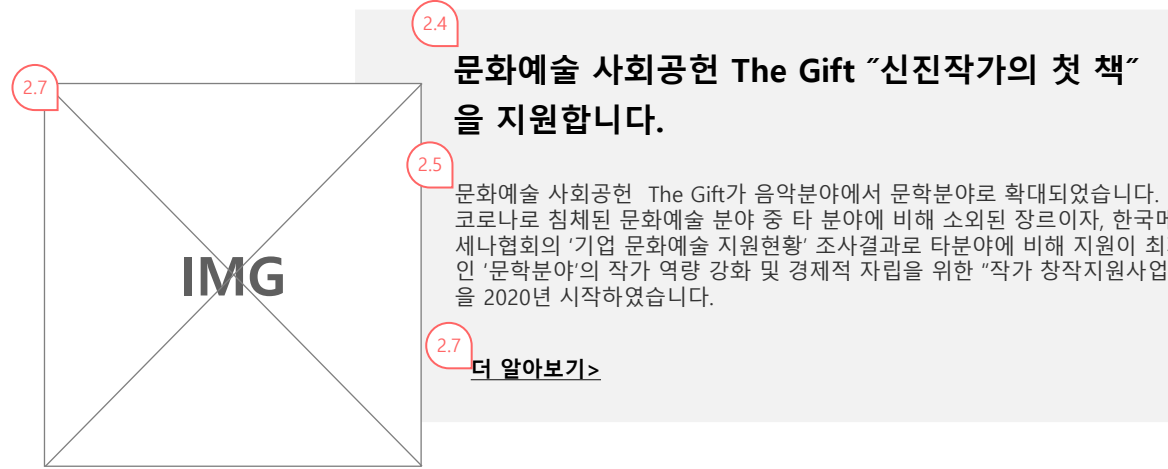 2.4
문화예술 사회공헌 The Gift ˝신진작가의 첫 책˝
을 지원합니다.
2.7
2.5
문화예술 사회공헌  The Gift가 음악분야에서 문학분야로 확대되었습니다.
코로나로 침체된 문화예술 분야 중 타 분야에 비해 소외된 장르이자, 한국메
세나협회의 ‘기업 문화예술 지원현황’ 조사결과로 타분야에 비해 지원이
인 ‘문학분야’의 작가 역량 강화 및 경제적 자립을 위한 “작가 창작지원사업
을 2020년 시작하였습니다.
IMG
2.7
더 알아보기>